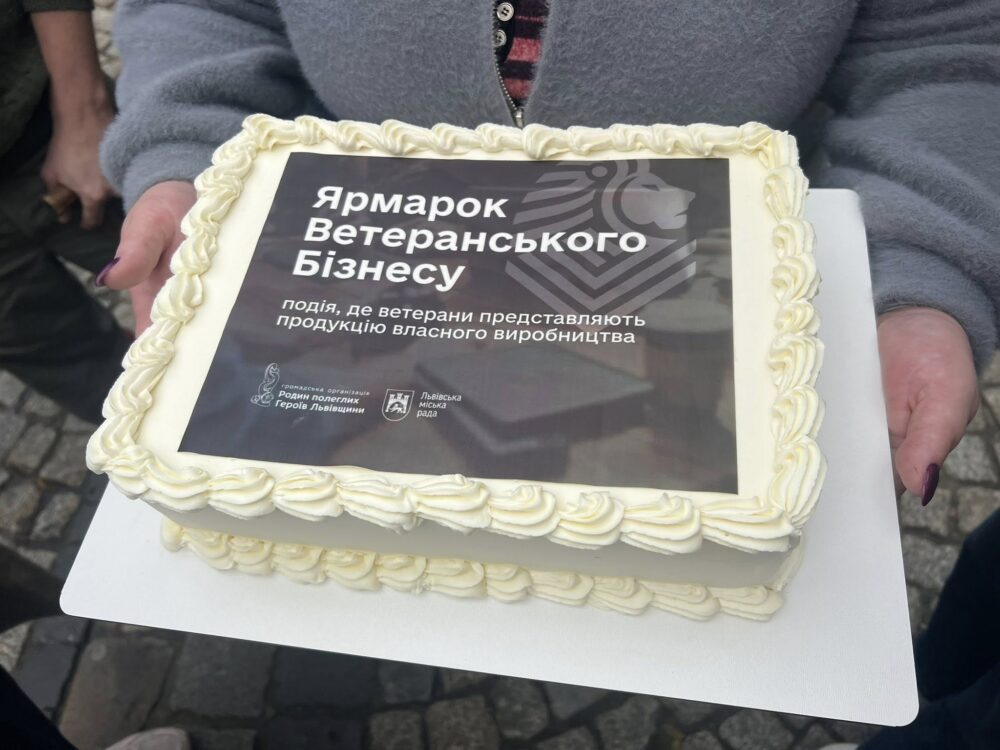 Ярмарок
Ветеранського
Бізнесу
подія, де ветерани представляють
продукцію власного виробництва
громадська організація
Родин полеглих
Героїв Львівщини
Львівська
міська
рада